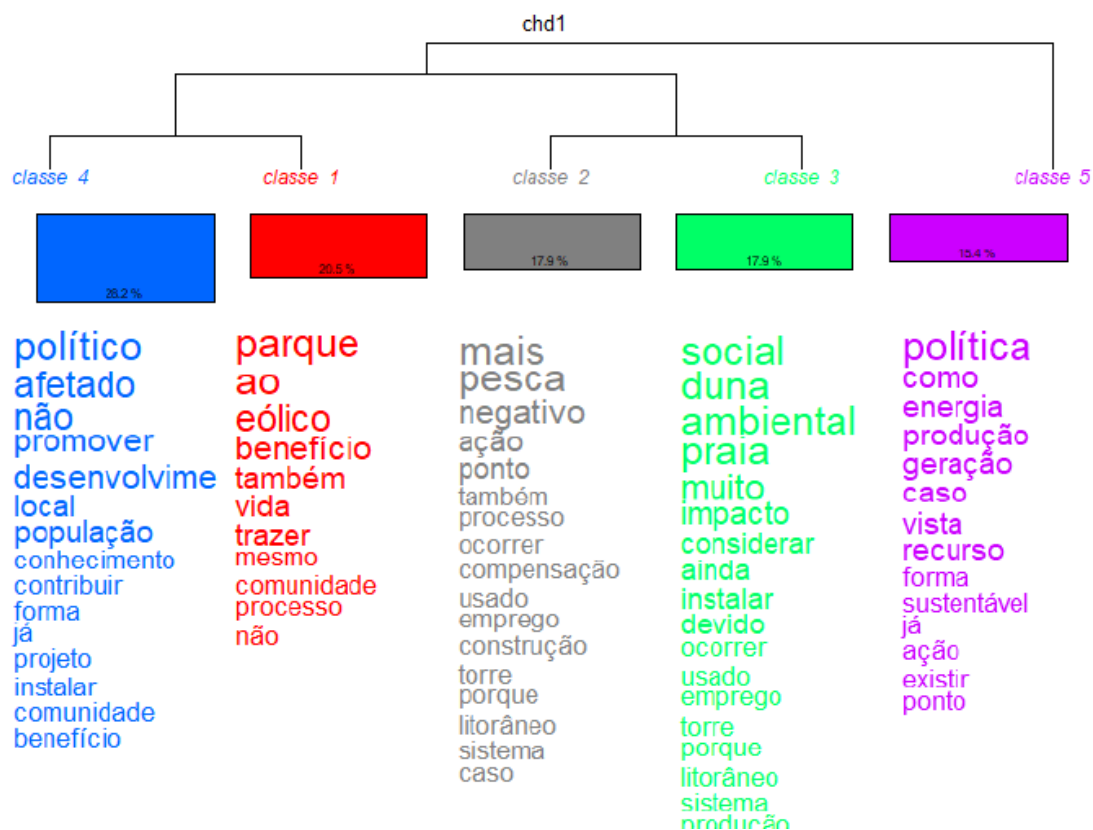 chd1
classe 4
classe 1
classe 2
classe 3
classe 5
28.2 %
20.5 %
17.9 %
17.9 %
15.4 %
político
afetado
não
promover
desenvolvime
local
população
conhecimento
contribuir
forma
já
projeto
instalar
comunidade
benefício
parque
ao
eólico
benefício
também
vida
trazer
mesmo
comunidade
processo
não
mais
pesca
negativo
ação
ponto
também
processo
ocorrer
compensação
usado
emprego
construção
torre
porque
litorâneo
sistema
caso
social
duna
ambiental
praia
muito
impacto
considerar
ainda
instalar
devido
ocorrer
usado
emprego
torre
porque
litorâneo
sistema
produção
política
como
energia
produção
geração
caso
vista
recurso
forma
sustentável
já
ação
existir
ponto